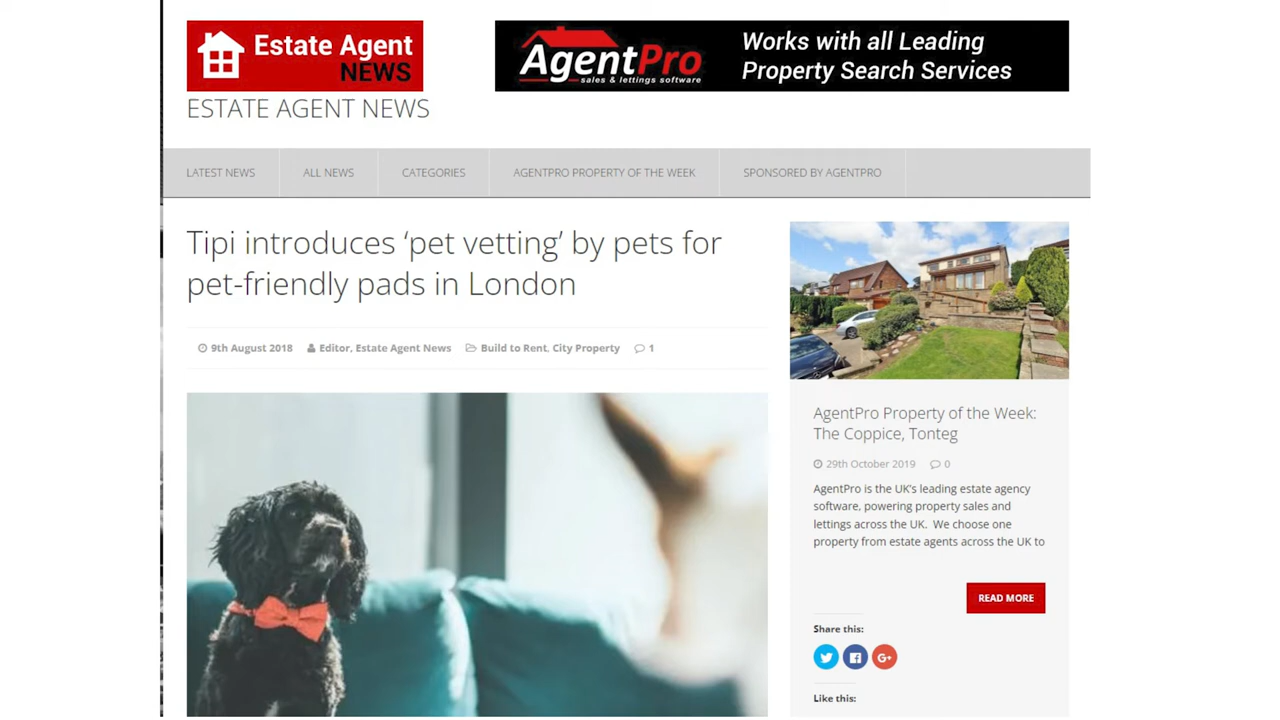 Estate Agent
NEWS
AgentPro
sales & lettings software
Works with all Leading
Property Search Services
ESTATE AGENT NEWS
LATEST NEWS
ALL NEWS
CATEGORIES
AGENTPRO PROPERTY OF THE WEEK
SPONSORED BY AGENTPRO
Tipi introduces ‘pet vetting’ by pets for
pet-friendly pads in London
9th August 2018 Editor, Estate Agent News Build to Rent, City Property 1
AgentPro Property of the Week:
The Coppice, Tonteg
29th October 2019 0
AgentPro is the UK’s leading estate agency
software, powering property sales and
lettings across the UK. We choose one
property from estate agents across the UK to
READ MORE
Share this:
G+
Like this: